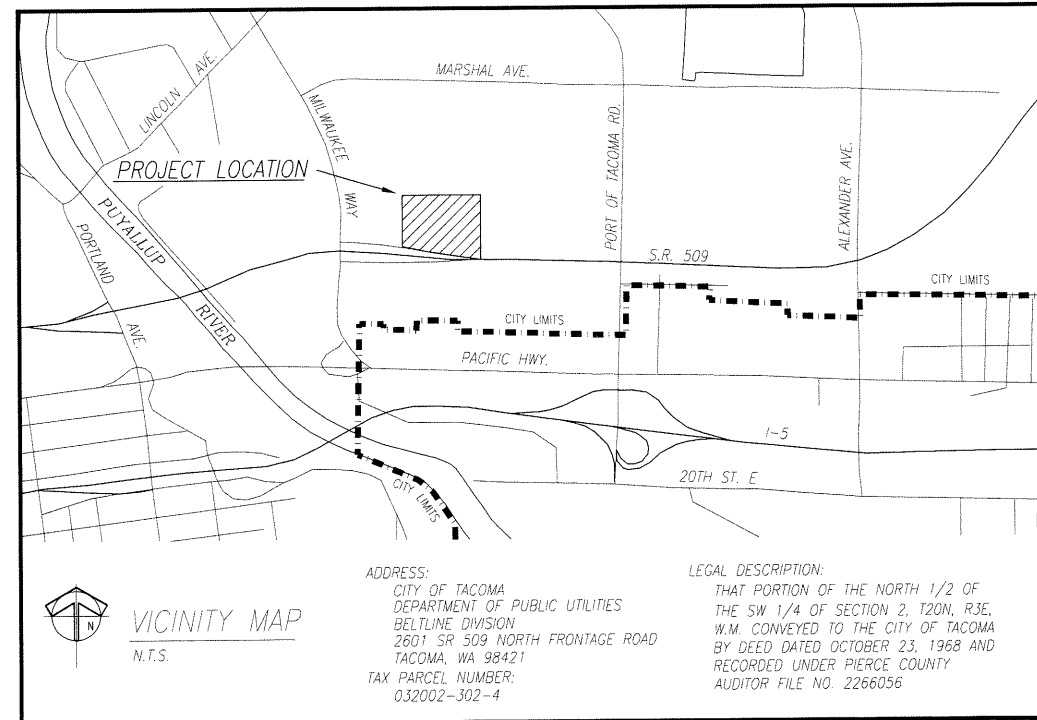 MARSHAL AVE.
LINCOLN AVE.
MILWAUKEE WAY
PROJECT LOCATION
PORT OF TACOMA RD.
ALEXANDER AVE.
PUYALLUP RIVER
PORTLAND AVE.
S.R. 509
CITY LIMITS
CITY LIMITS
PACIFIC HWY.
I-5
20TH ST. E
CITY LIMITS
N
VICINITY MAP
N.T.S.
ADDRESS:
CITY OF TACOMA
DEPARTMENT OF PUBLIC UTILITIES
BELTLINE DIVISION
2601 SR 509 NORTH FRONTAGE ROAD
TACOMA, WA 98421
TAX PARCEL NUMBER:
032002-302-4
LEGAL DESCRIPTION:
THAT PORTION OF THE NORTH 1/2 OF
THE SW 1/4 OF SECTION 2, T20N, R3E,
W.M. CONVEYED TO THE CITY OF TACOMA
BY DEED DATED OCTOBER 23, 1968 AND
RECORDED UNDER PIERCE COUNTY
AUDITOR FILE NO. 2266056